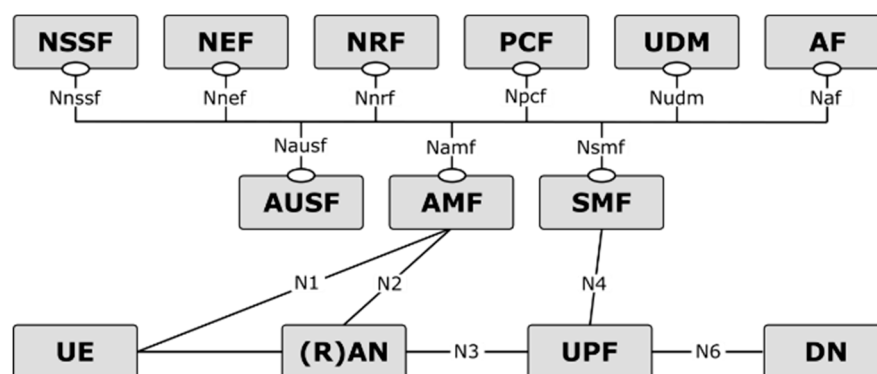 NSSF NEF NRF PCF UDM AF
Nnssf Nnef Nnrf Npcf Nudm Naf
Nausf Namf Nsmf
AUSF AMF SMF
N1 N2 N4
UE (R)AN N3 UPF N6 DN